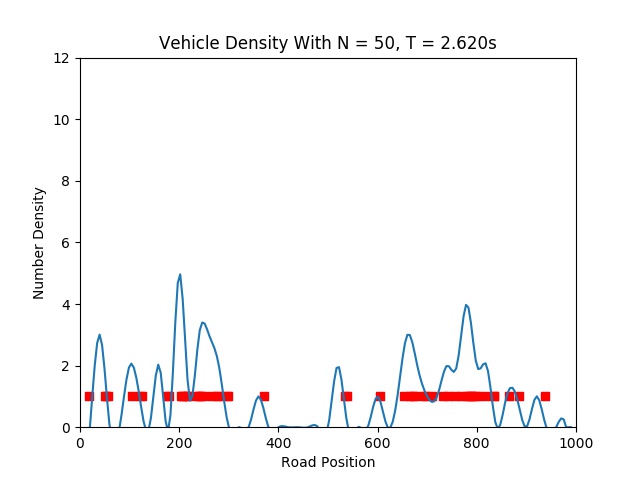 Vehicle Density With N = 50, T = 2.620s
12
10
8
6
4
2
0
Number Density
0 200 400 600 800 1000
Road Position